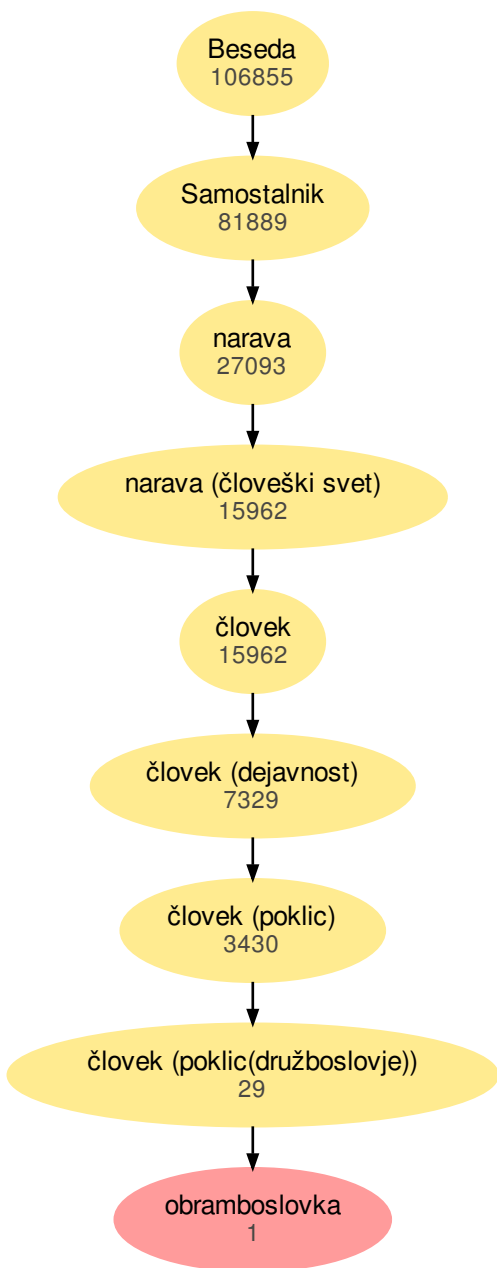 Beseda
106855
Samostalnik
81889
narava
27093
narava (človeški svet)
15962
človek
15962
človek (dejavnost)
7329
človek (poklic)
3430
človek (poklic(družboslovje))
29
obramboslovka
1